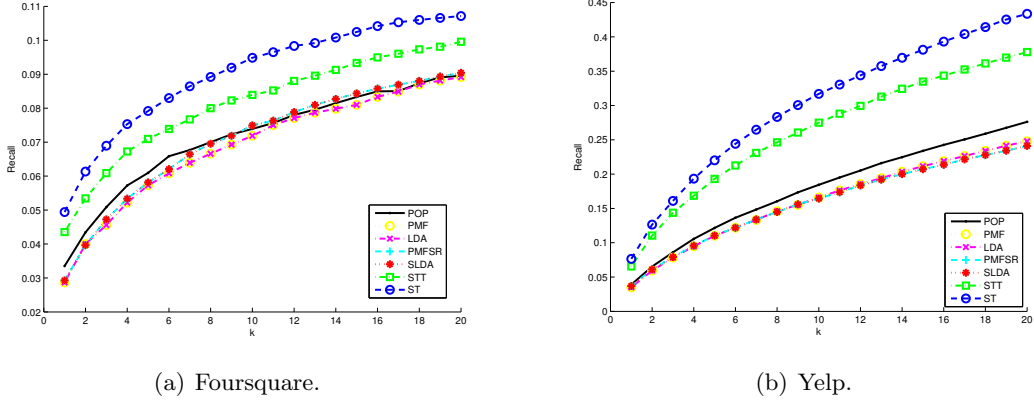 0.11
0.1
0.09
0.08
0.07
0.06
0.05
0.04
0.03
0.02
Recall
0 2 4 6 8 10 12 14 16 18 20
k
POP
PMF
LDA
PMFSR
SLDA
STT
ST
(a) Foursquare.
0.45
0.4
0.35
0.3
0.25
0.2
0.15
0.1
0.05
0
Recall
0 2 4 6 8 10 12 14 16 18 20
k
POP
PMF
LDA
PMFSR
SLDA
STT
ST
(b) Yelp.